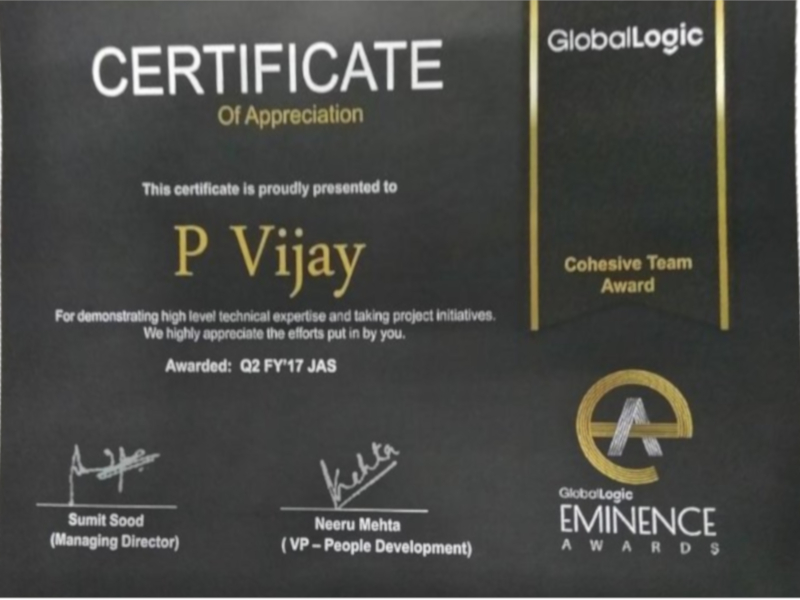 CERTIFICATE
Of Appreciation
This certificate is proudly presented to
P Vijay
For demonstrating high level technical expertise and taking project initiatives.
We highly appreciate the efforts put in by you.
Awarded: Q2 FY'17 JAS
Mehta
Sumit Sood
(Managing Director)
Neeru Mehta
( VP – People Development)
GlobalLogic
Cohesive Team
Award
GlobalLogic
EMINENCE
AWARDS